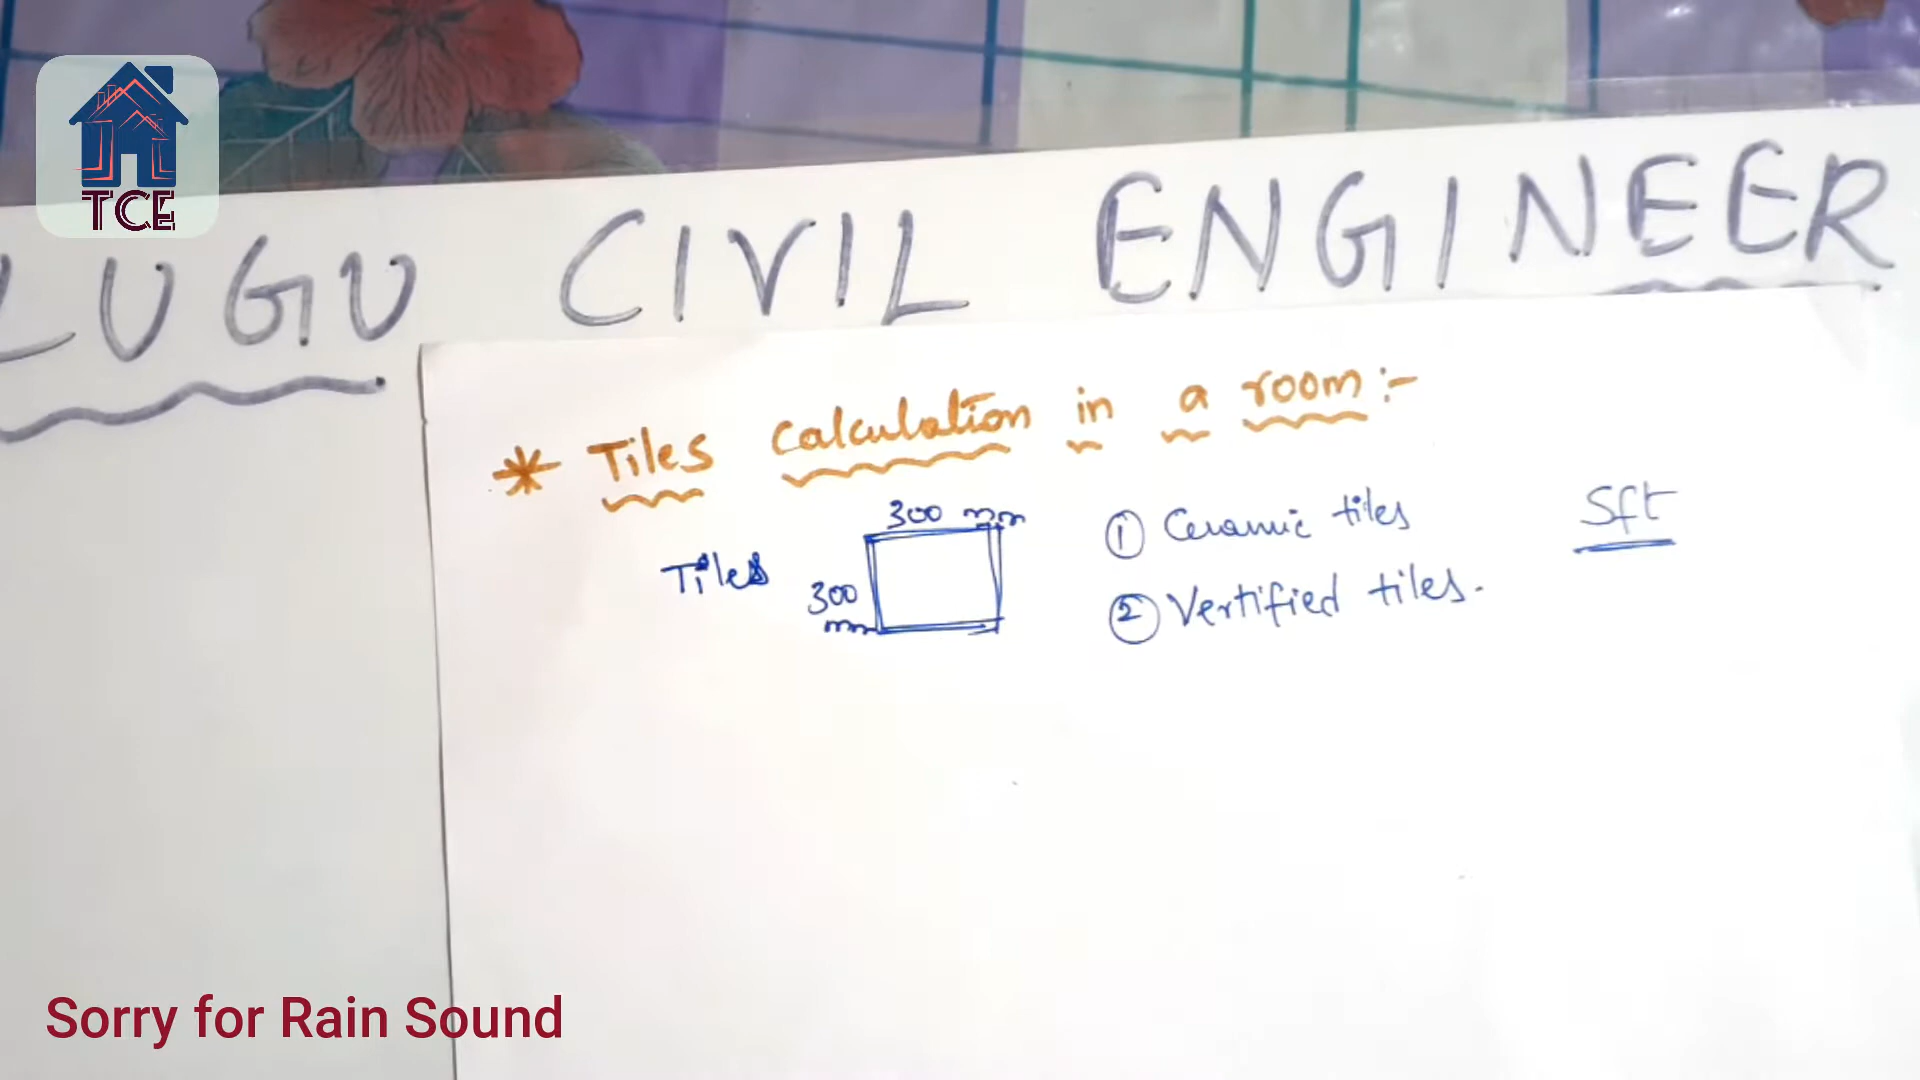 TCE
LUGU CIVIL ENGINEER
* Tiles calculation in a room :-
300 mm
Tiles
300
mm
① Ceramic tiles
② Vertified tiles.
Sft
Sorry for Rain Sound